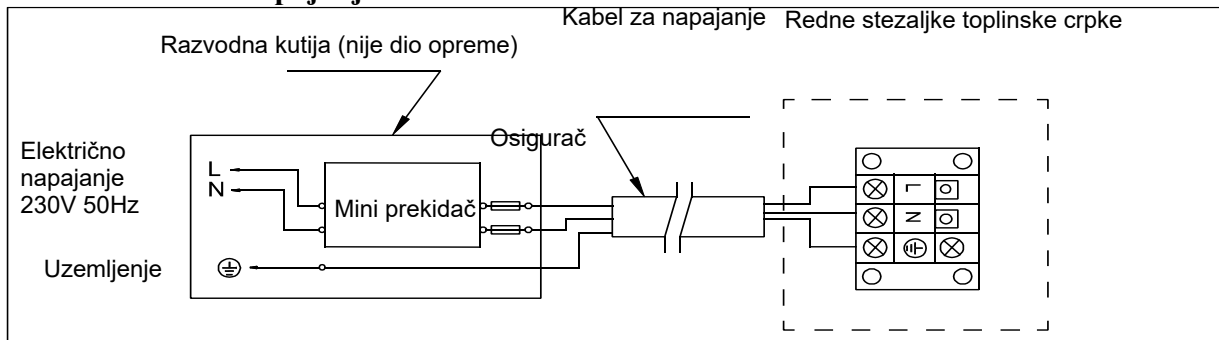 Kabel za napajanje
Redne stezaljke toplinske crpke
Razvodna kutija (nije dio opreme)
Osigurač
Električno
napajanje
230V 50Hz
L
N
Mini prekidač
Uzemljenje
L
N